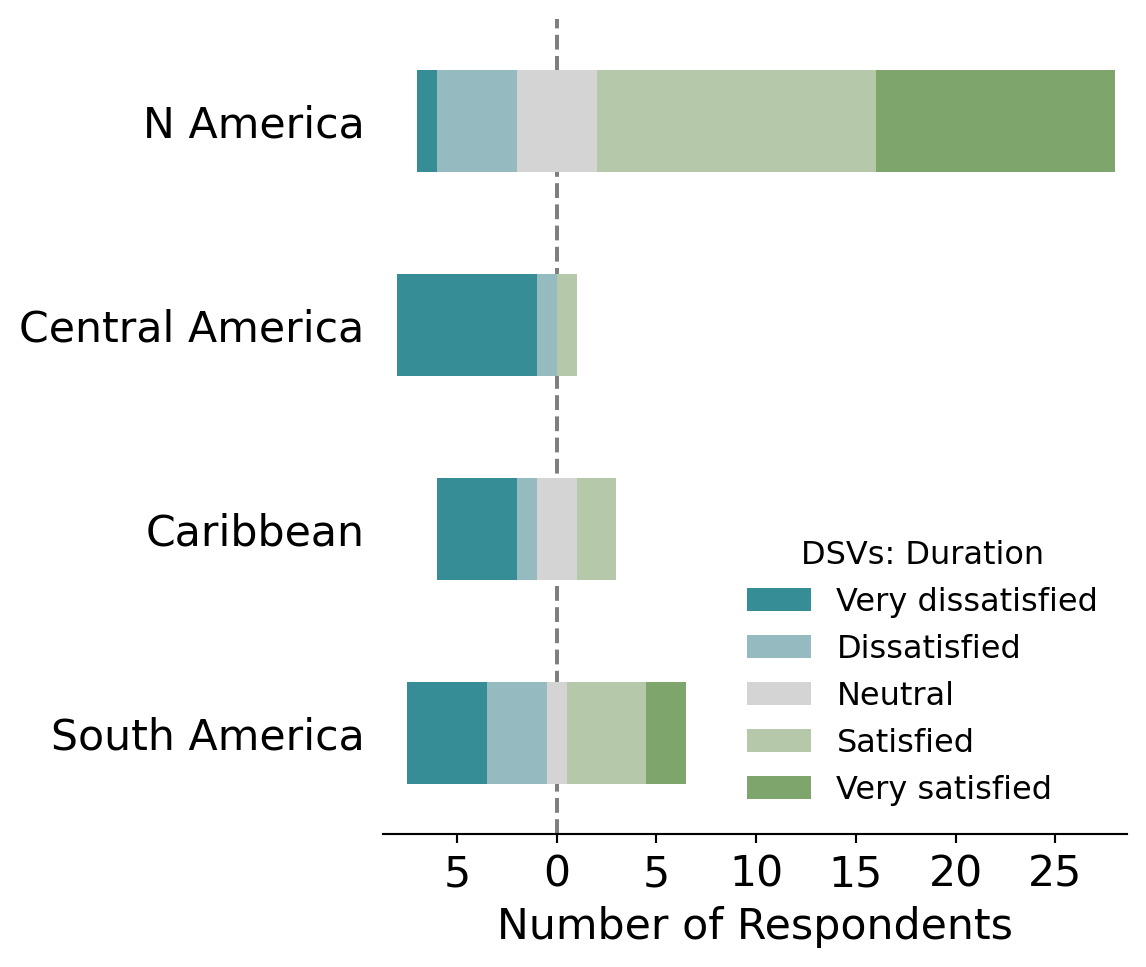 N America
Central America
Caribbean
South America
DSVs: Duration
Very dissatisfied
Dissatisfied
Neutral
Satisfied
Very satisfied
5 0 5 10 15 20 25
Number of Respondents